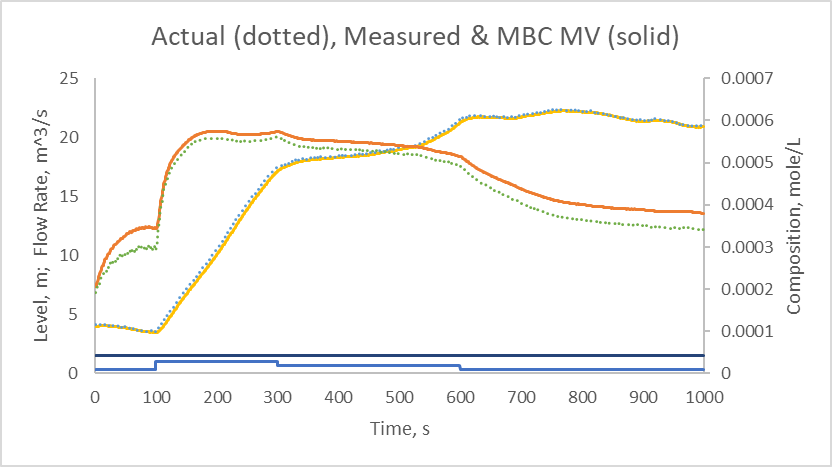 Actual (dotted), Measured & MBC MV (solid)
25
20
15
10
5
0
Level, m;  Flow Rate, m^3/s
0.0007
0.0006
0.0005
0.0004
0.0003
0.0002
0.0001
0
Composition, mole/L
0 100 200 300 400 500 600 700 800 900 1000
Time, s